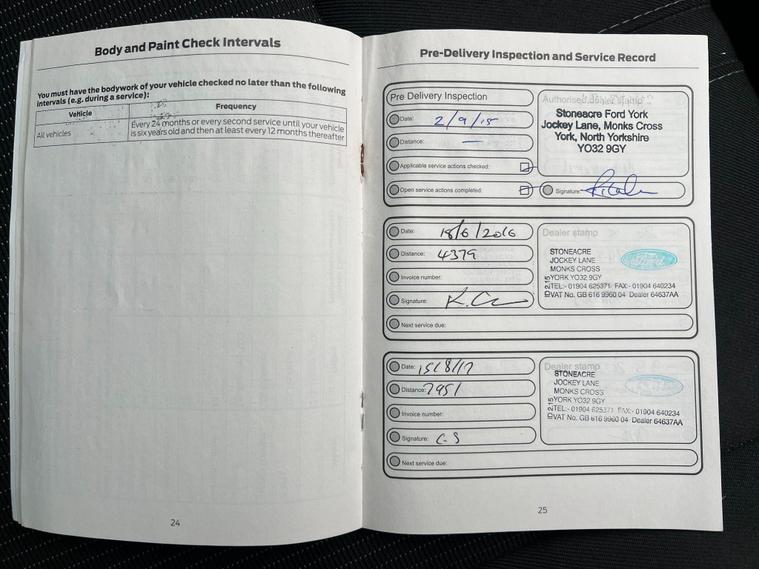 Body and Paint Check Intervals
You must have the bodywork of your vehicle checked no later than the following
intervals (e.g. during a service):
Vehicle Frequency
All vehicles
Every 24 months or every second service until your vehicle
is six years old and then at least every 12 months thereafter
24
Pre-Delivery Inspection and Service Record
Pre Delivery Inspection
Date: 2/9/15
Distance: —
Applicable service actions checked:
Open service actions completed:
Authorised dealer stamp
Stoneacre Ford York
Jockey Lane, Monks Cross
York, North Yorkshire
YO32 9GY
Signature:
Date: 18/6/2016
Distance: 4379
Invoice number:
Signature:
Next service due:
Dealer stamp
STONEACRE
JOCKEY LANE
MONKS CROSS
YORK YO32 9GY
TEL:- 01904 625371 FAX:- 01904 640234
VAT No. GB 616 9960 04 Dealer 64637AA
Ford
Date: 15/8/17
Distance: 7951
Invoice number:
Signature: C.S
Next service due:
Dealer stamp
STONEACRE
JOCKEY LANE
MONKS CROSS
YORK YO32 9GY
TEL:- 01904 625371 FAX:- 01904 640234
VAT No. GB 616 9960 04 Dealer 64637AA
25